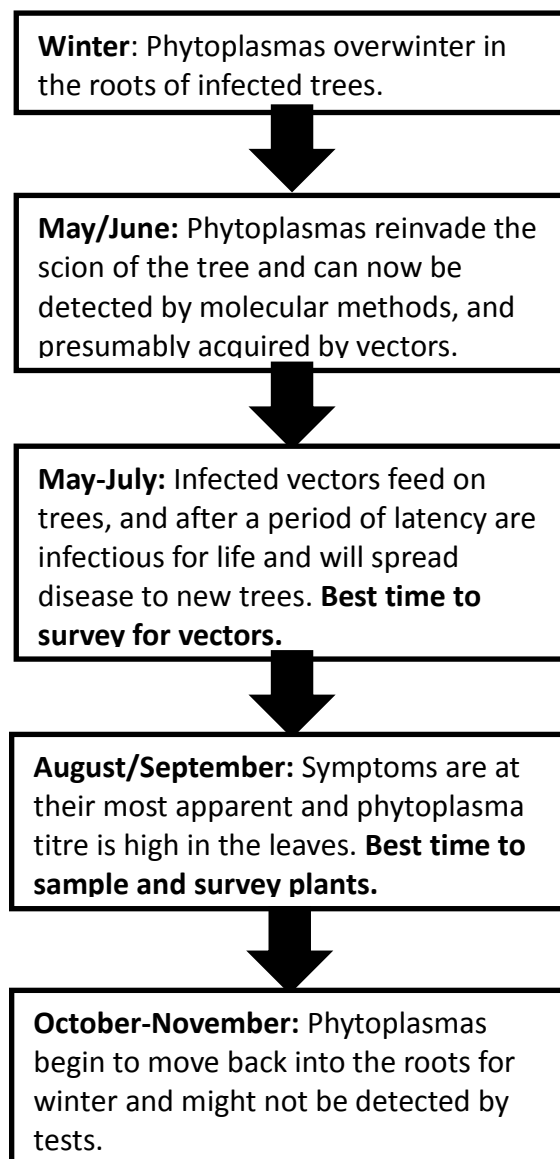 Winter: Phytoplasmas overwinter in
the roots of infected trees.
May/June: Phytoplasmas reinvade the
scion of the tree and can now be
detected by molecular methods, and
presumably acquired by vectors.
May-July: Infected vectors feed on
trees, and after a period of latency are
infectious for life and will spread
disease to new trees. Best time to
survey for vectors.
August/September: Symptoms are at
their most apparent and phytoplasma
titre is high in the leaves. Best time to
sample and survey plants.
October-November: Phytoplasmas
begin to move back into the roots for
winter and might not be detected by
tests.